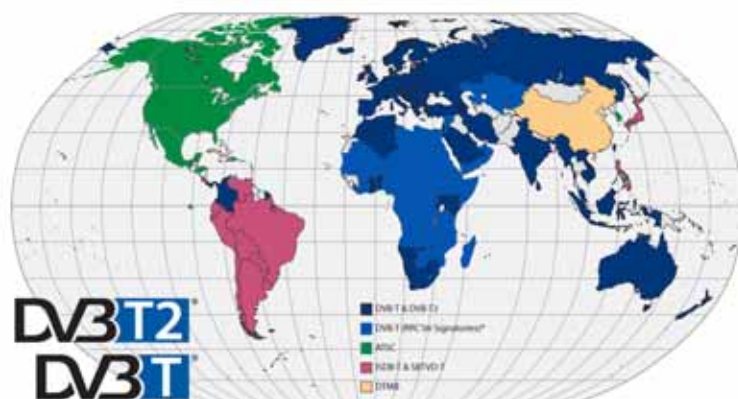 DVB T2
DVB T
DVB-T & DVB-T2
DVB-T (RRC'06 Signatories)*
ATSC
ISDB-T & SBTVD-T
DTMB